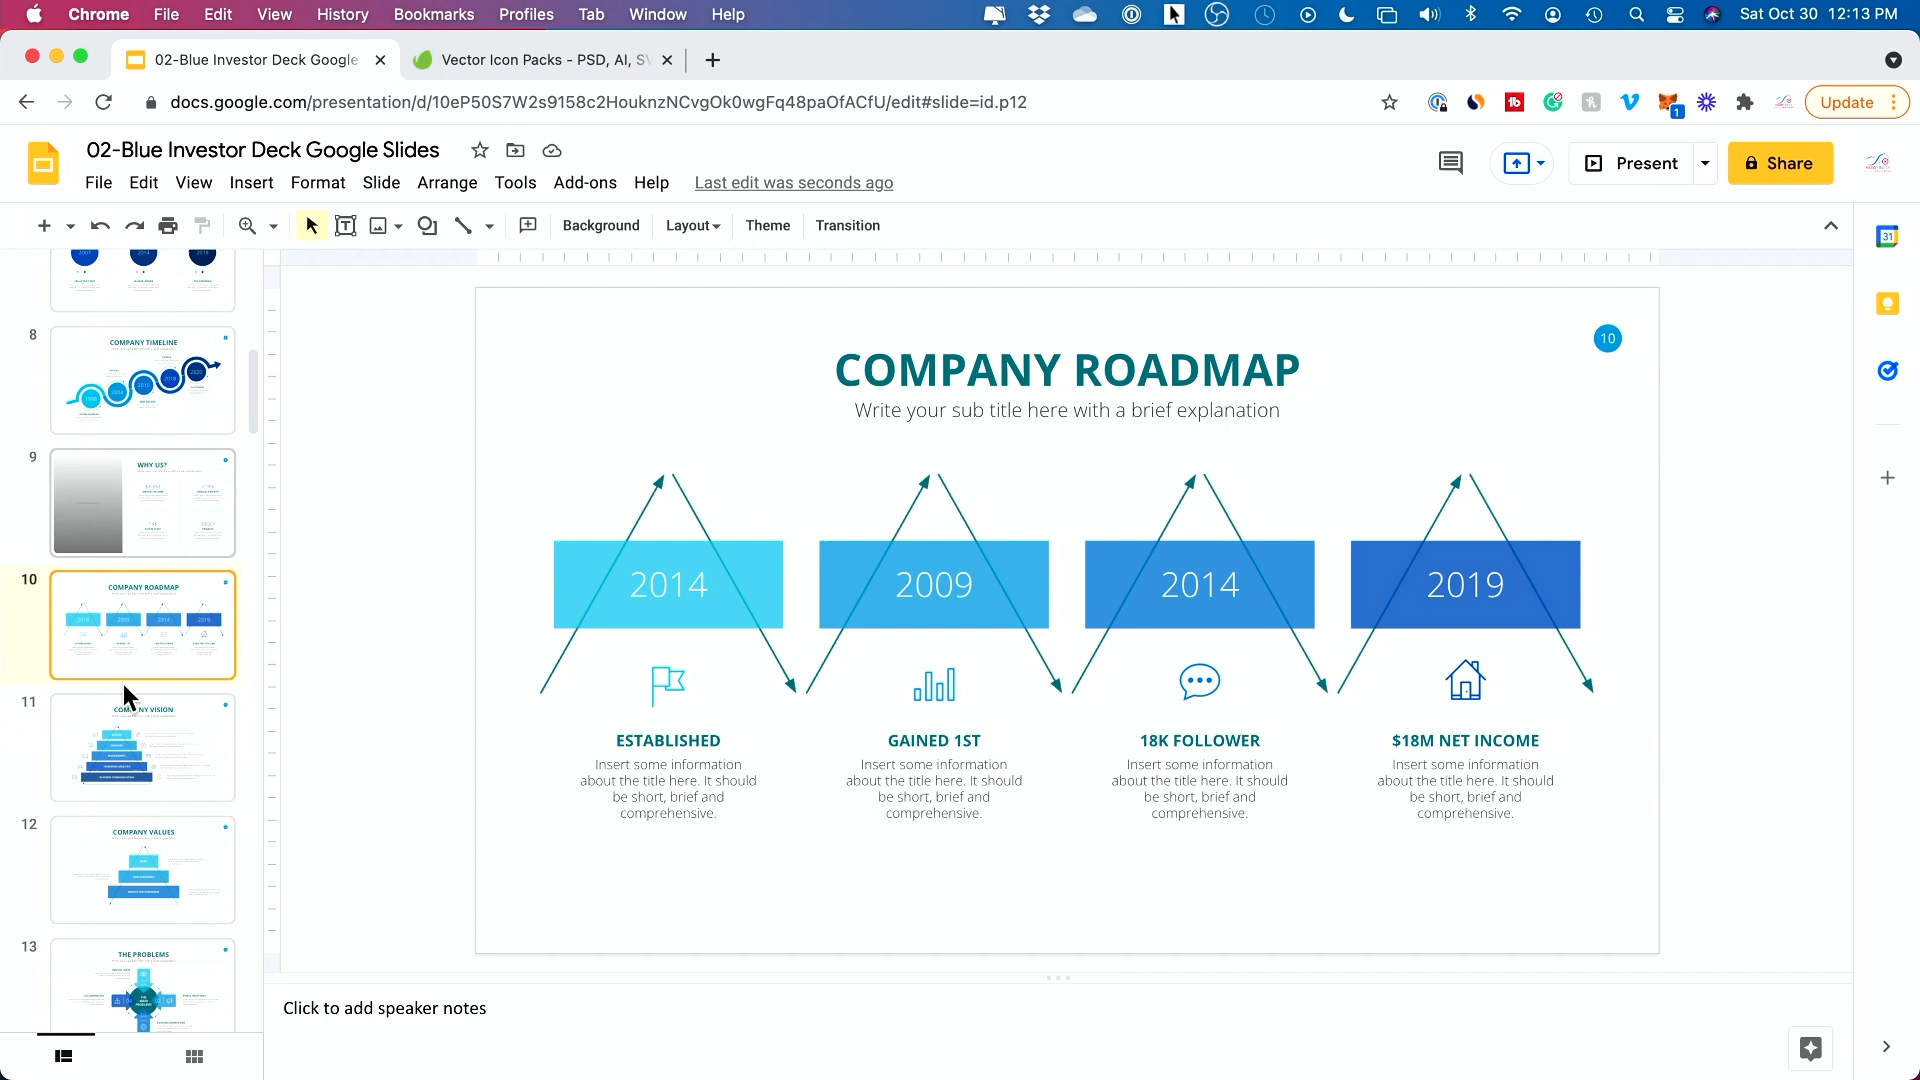 Chrome File Edit View History Bookmarks Profiles Tab Window Help Sat Oct 30 12:13 PM
02-Blue Investor Deck Google
Vector Icon Packs - PSD, AI, S
docs.google.com/presentation/d/10eP50S7W2s9158c2HouknzNCvgOk0wgFq48paOfACfU/edit#slide=id.p12
1
Update
02-Blue Investor Deck Google Slides
Present
Share
File Edit View Insert Format Slide Arrange Tools Add-ons Help Last edit was seconds ago
Background Layout Theme Transition
31
8
COMPANY TIMELINE
9
WHY US?
10
COMPANY ROADMAP
11
12
COMPANY VALUES
13
THE PROBLEMS
10
COMPANY ROADMAP
Write your sub title here with a brief explanation
2014 2009 2014 2019
ESTABLISHED GAINED 1ST 18K FOLLOWER $18M NET INCOME
Insert some information Insert some information Insert some information Insert some information
about the title here. It should about the title here. It should about the title here. It should about the title here. It should
be short, brief and be short, brief and be short, brief and be short, brief and
comprehensive. comprehensive. comprehensive. comprehensive.
Click to add speaker notes